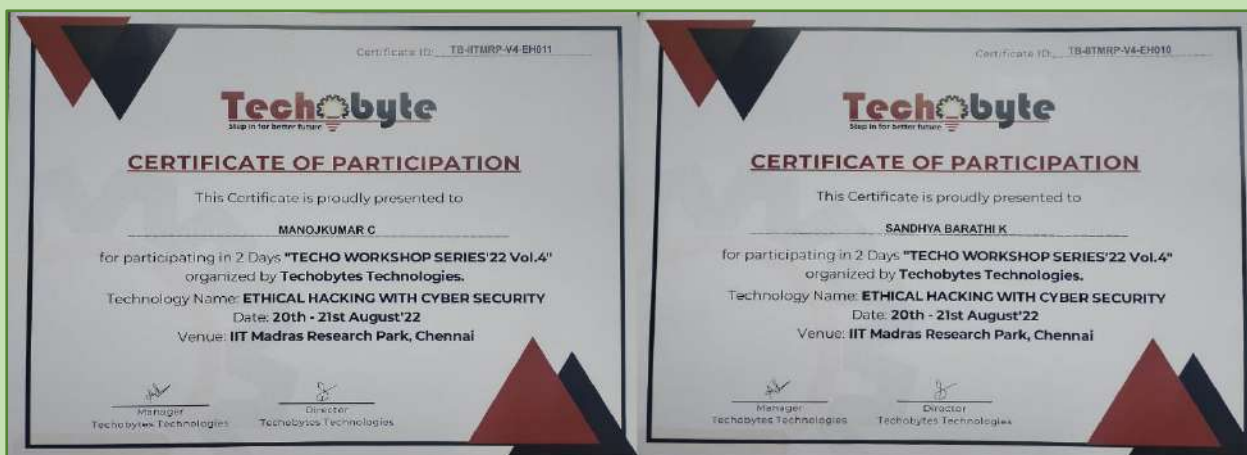 Certificate ID: TB-IITMRP-V4-EH011
Techobyte
Step in for better future
CERTIFICATE OF PARTICIPATION
This Certificate is proudly presented to
MANOJKUMAR C
for participating in 2 Days "TECHO WORKSHOP SERIES'22 Vol.4"
organized by Techobytes Technologies.
Technology Name: ETHICAL HACKING WITH CYBER SECURITY
Date: 20th - 21st August'22
Venue: IIT Madras Research Park, Chennai
Manager
Techobytes Technologies
Director
Techobytes Technologies
Certificate ID: TB-IITMRP-V4-EH010
Techobyte
Step in for better future
CERTIFICATE OF PARTICIPATION
This Certificate is proudly presented to
SANDHYA BARATHI K
for participating in 2 Days "TECHO WORKSHOP SERIES'22 Vol.4"
organized by Techobytes Technologies.
Technology Name: ETHICAL HACKING WITH CYBER SECURITY
Date: 20th - 21st August'22
Venue: IIT Madras Research Park, Chennai
Manager
Techobytes Technologies
Director
Techobytes Technologies